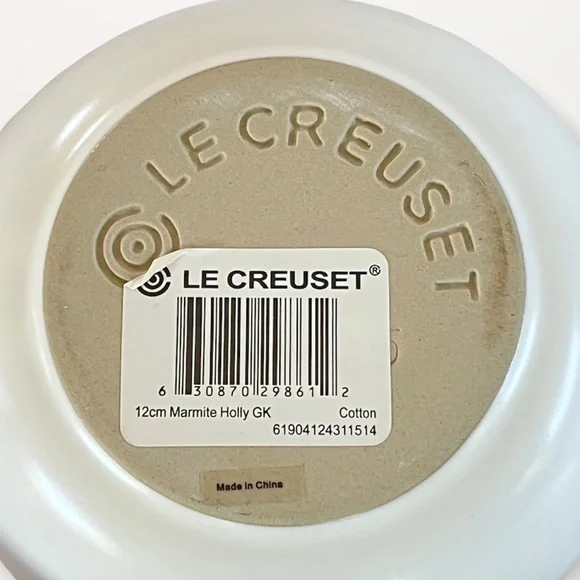 LE CREUSET
LE CREUSET®
6 30870 29861 2
12cm Marmite Holly GK Cotton
61904124311514
Made in China